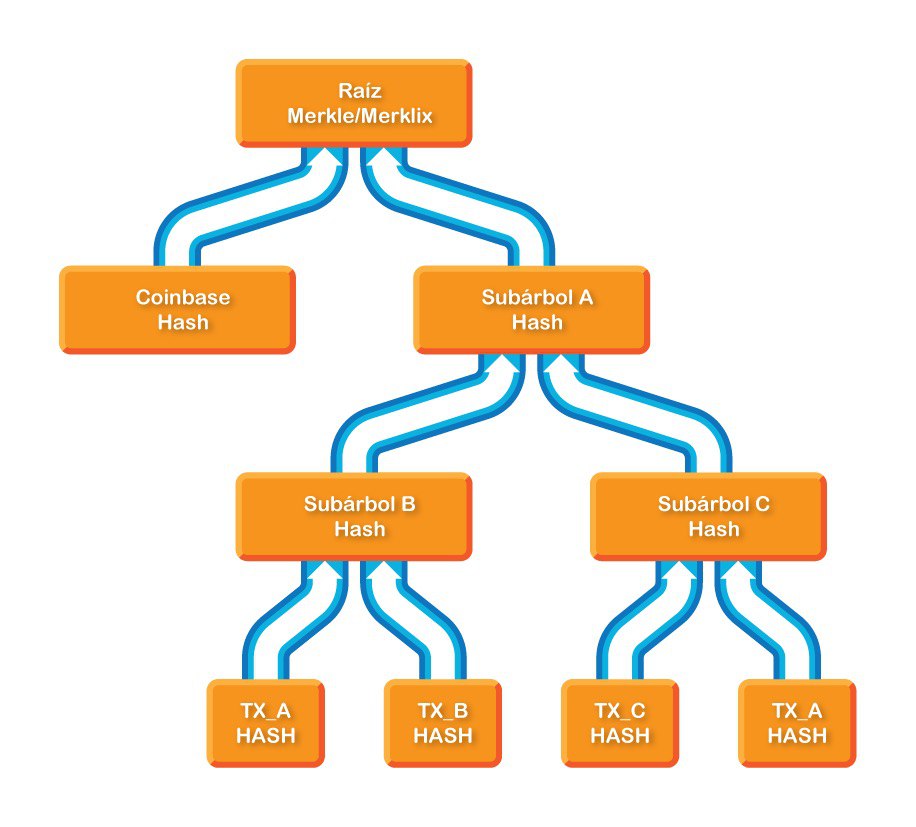 Raíz
Merkle/Merklix
Coinbase
Hash
Subárbol A
Hash
Subárbol B
Hash
Subárbol C
Hash
TX_A
HASH
TX_B
HASH
TX_C
HASH
TX_A
HASH